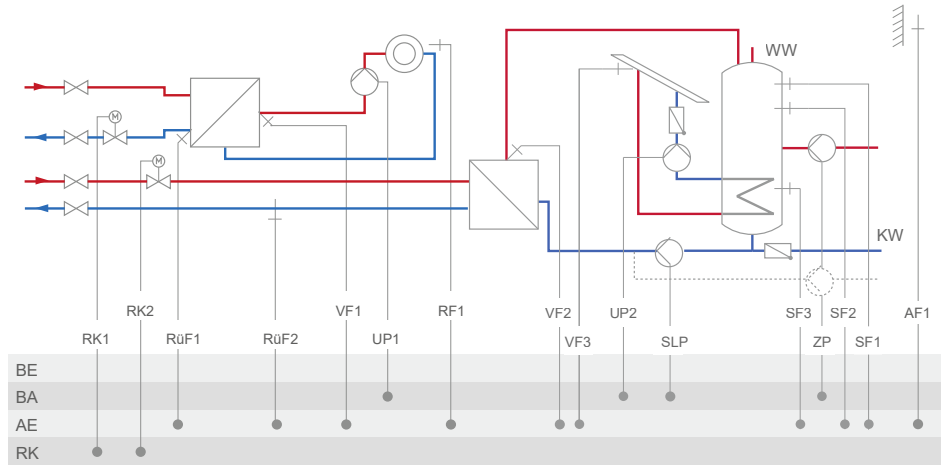 WW
M
M
KW
RK2 VF1 RF1 VF2 UP2 SF3 SF2 AF1
RK1 RüF1 RüF2 UP1 VF3 SLP ZP SF1
BE
BA
AE
RK